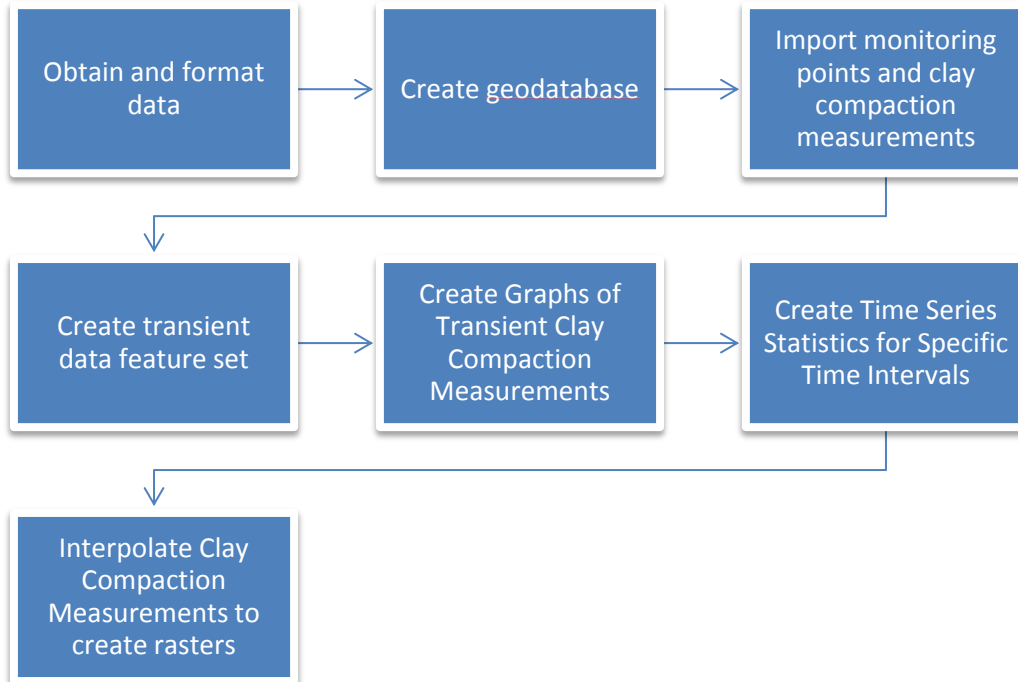 Obtain and format
data
Create geodatabase
Import monitoring
points and clay
compaction
measurements
Create transient
data feature set
Create Graphs of
Transient Clay
Compaction
Measurements
Create Time Series
Statistics for Specific
Time Intervals
Interpolate Clay
Compaction
Measurements to
create rasters